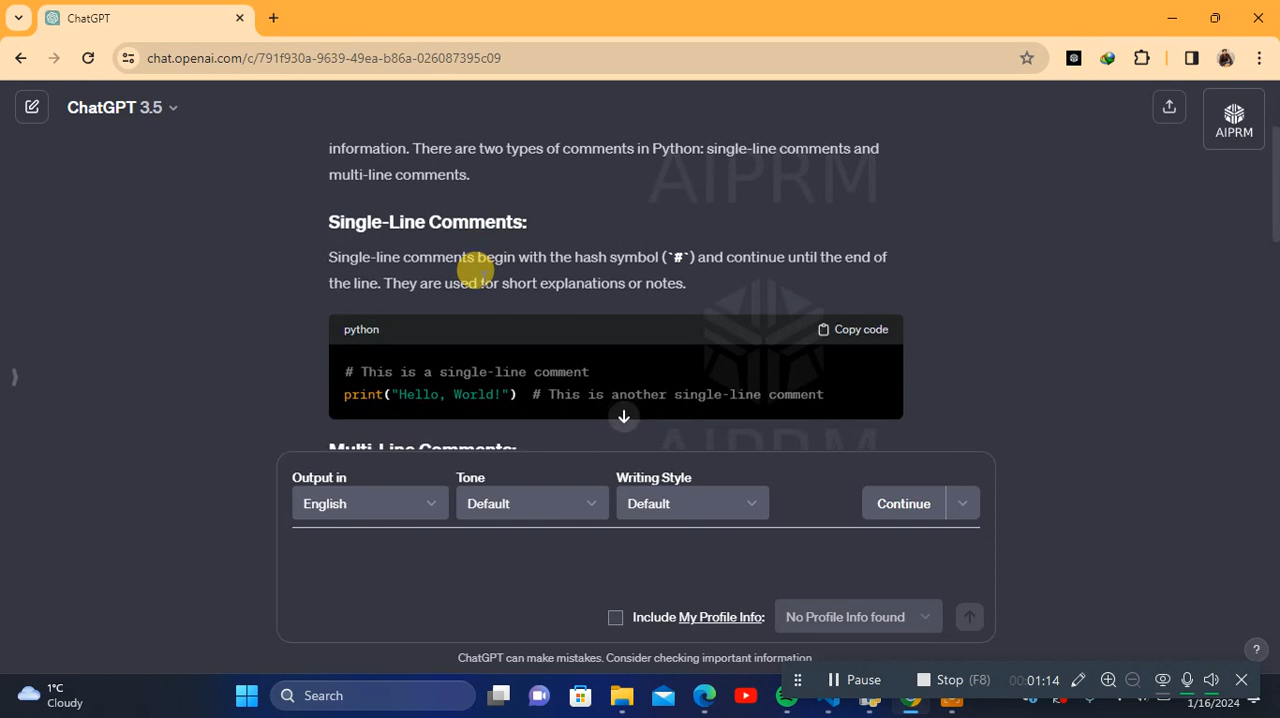 ChatGPT
chat.openai.com/c/791f930a-9639-49ea-b86a-026087395c09
ChatGPT 3.5
AIPRM
information. There are two types of comments in Python: single-line comments and
multi-line comments.
AIPRM
Single-Line Comments:
Single-line comments begin with the hash symbol (`#`) and continue until the end of
the line. They are used for short explanations or notes.
python
Copy code
# This is a single-line comment
print("Hello, World!")  # This is another single-line comment
Multi-Line Comments:
AIPRM
Output in
Tone
Writing Style
English
Default
Default
Continue
Include My Profile Info:
No Profile Info found
ChatGPT can make mistakes. Consider checking important information.
?
Pause
Stop (F8)
00:01:14
1°C
Cloudy
Search
1/16/2024